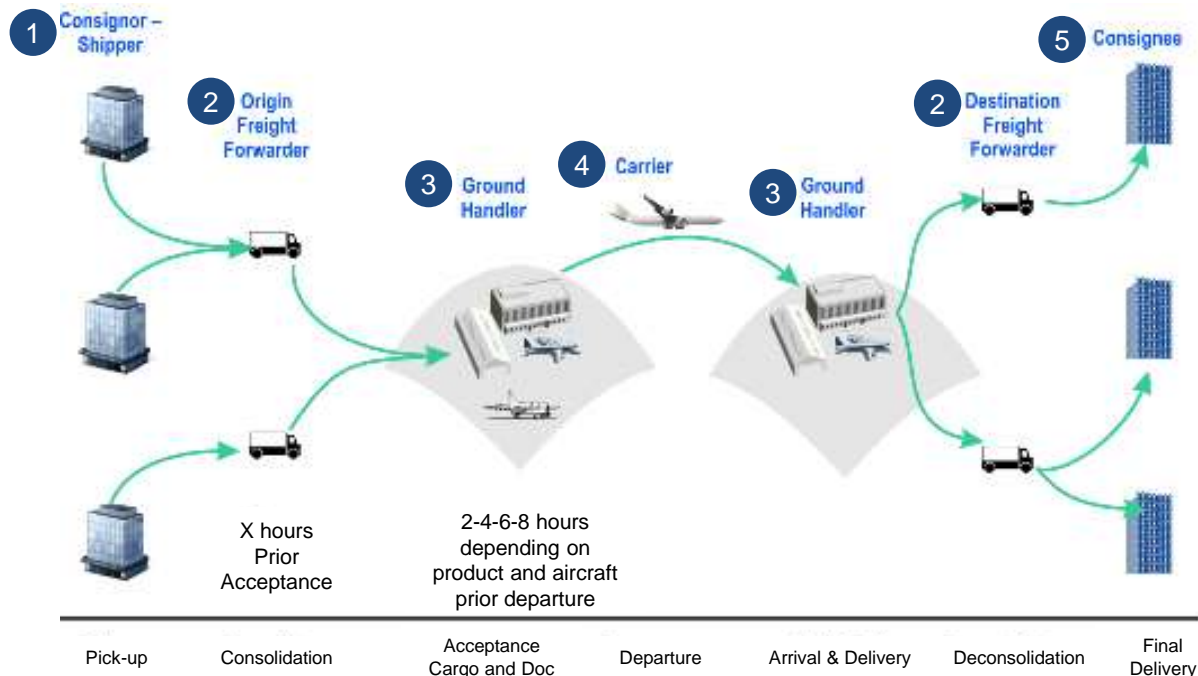 1 Consignor –
Shipper
2 Origin
Freight
Forwarder
3 Ground
Handler
4 Carrier
3 Ground
Handler
2 Destination
Freight
Forwarder
5 Consignee
X hours
Prior
Acceptance
2-4-6-8 hours
depending on
product and aircraft
prior departure
Pick-up
Consolidation
Acceptance
Cargo and Doc
Departure
Arrival & Delivery
Deconsolidation
Final
Delivery